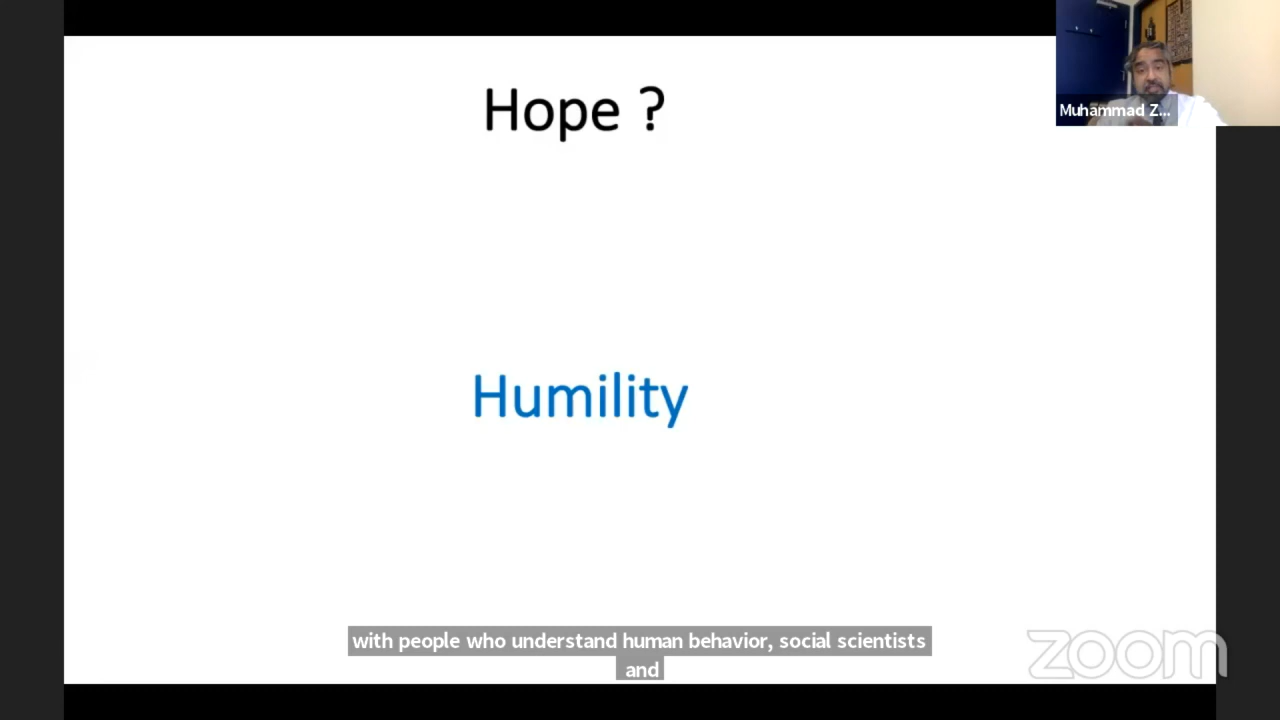 Hope ?
Muhammad Z...
Humility
with people who understand human behavior, social scientists
and
zoom